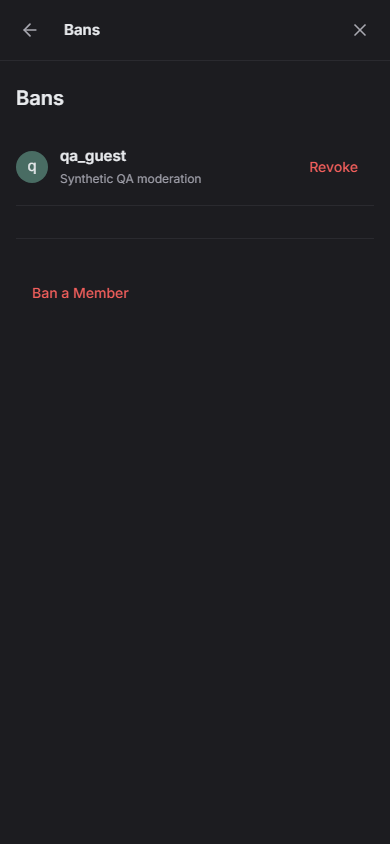 Bans
Bans
q
qa_guest
Synthetic QA moderation
Revoke
Ban a Member